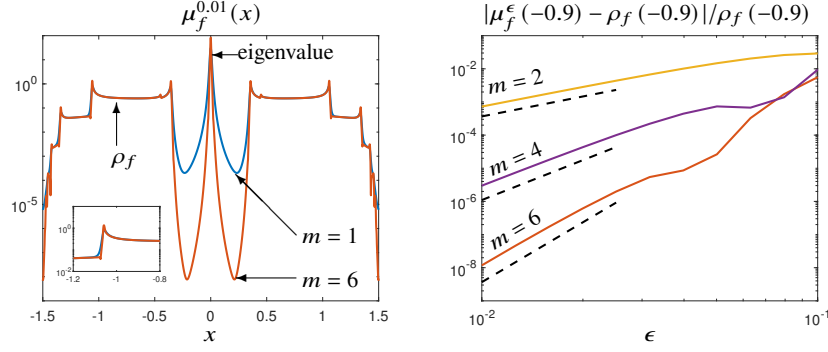 μ_f^{0.01}(x)
eigenvalue
10^0
ρ_f
10^{-5}
10^0
10^{-2}
-1.2 -1 -0.8
m = 1
m = 6
-1.5 -1 -0.5 0 0.5 1 1.5
x
|μ_f^ϵ(−0.9) − ρ_f(−0.9)|/ρ_f(−0.9)
10^{-2}
m = 2
10^{-4}
m = 4
10^{-6}
m = 6
10^{-8}
10^{-2} 10^{-1}
ϵ